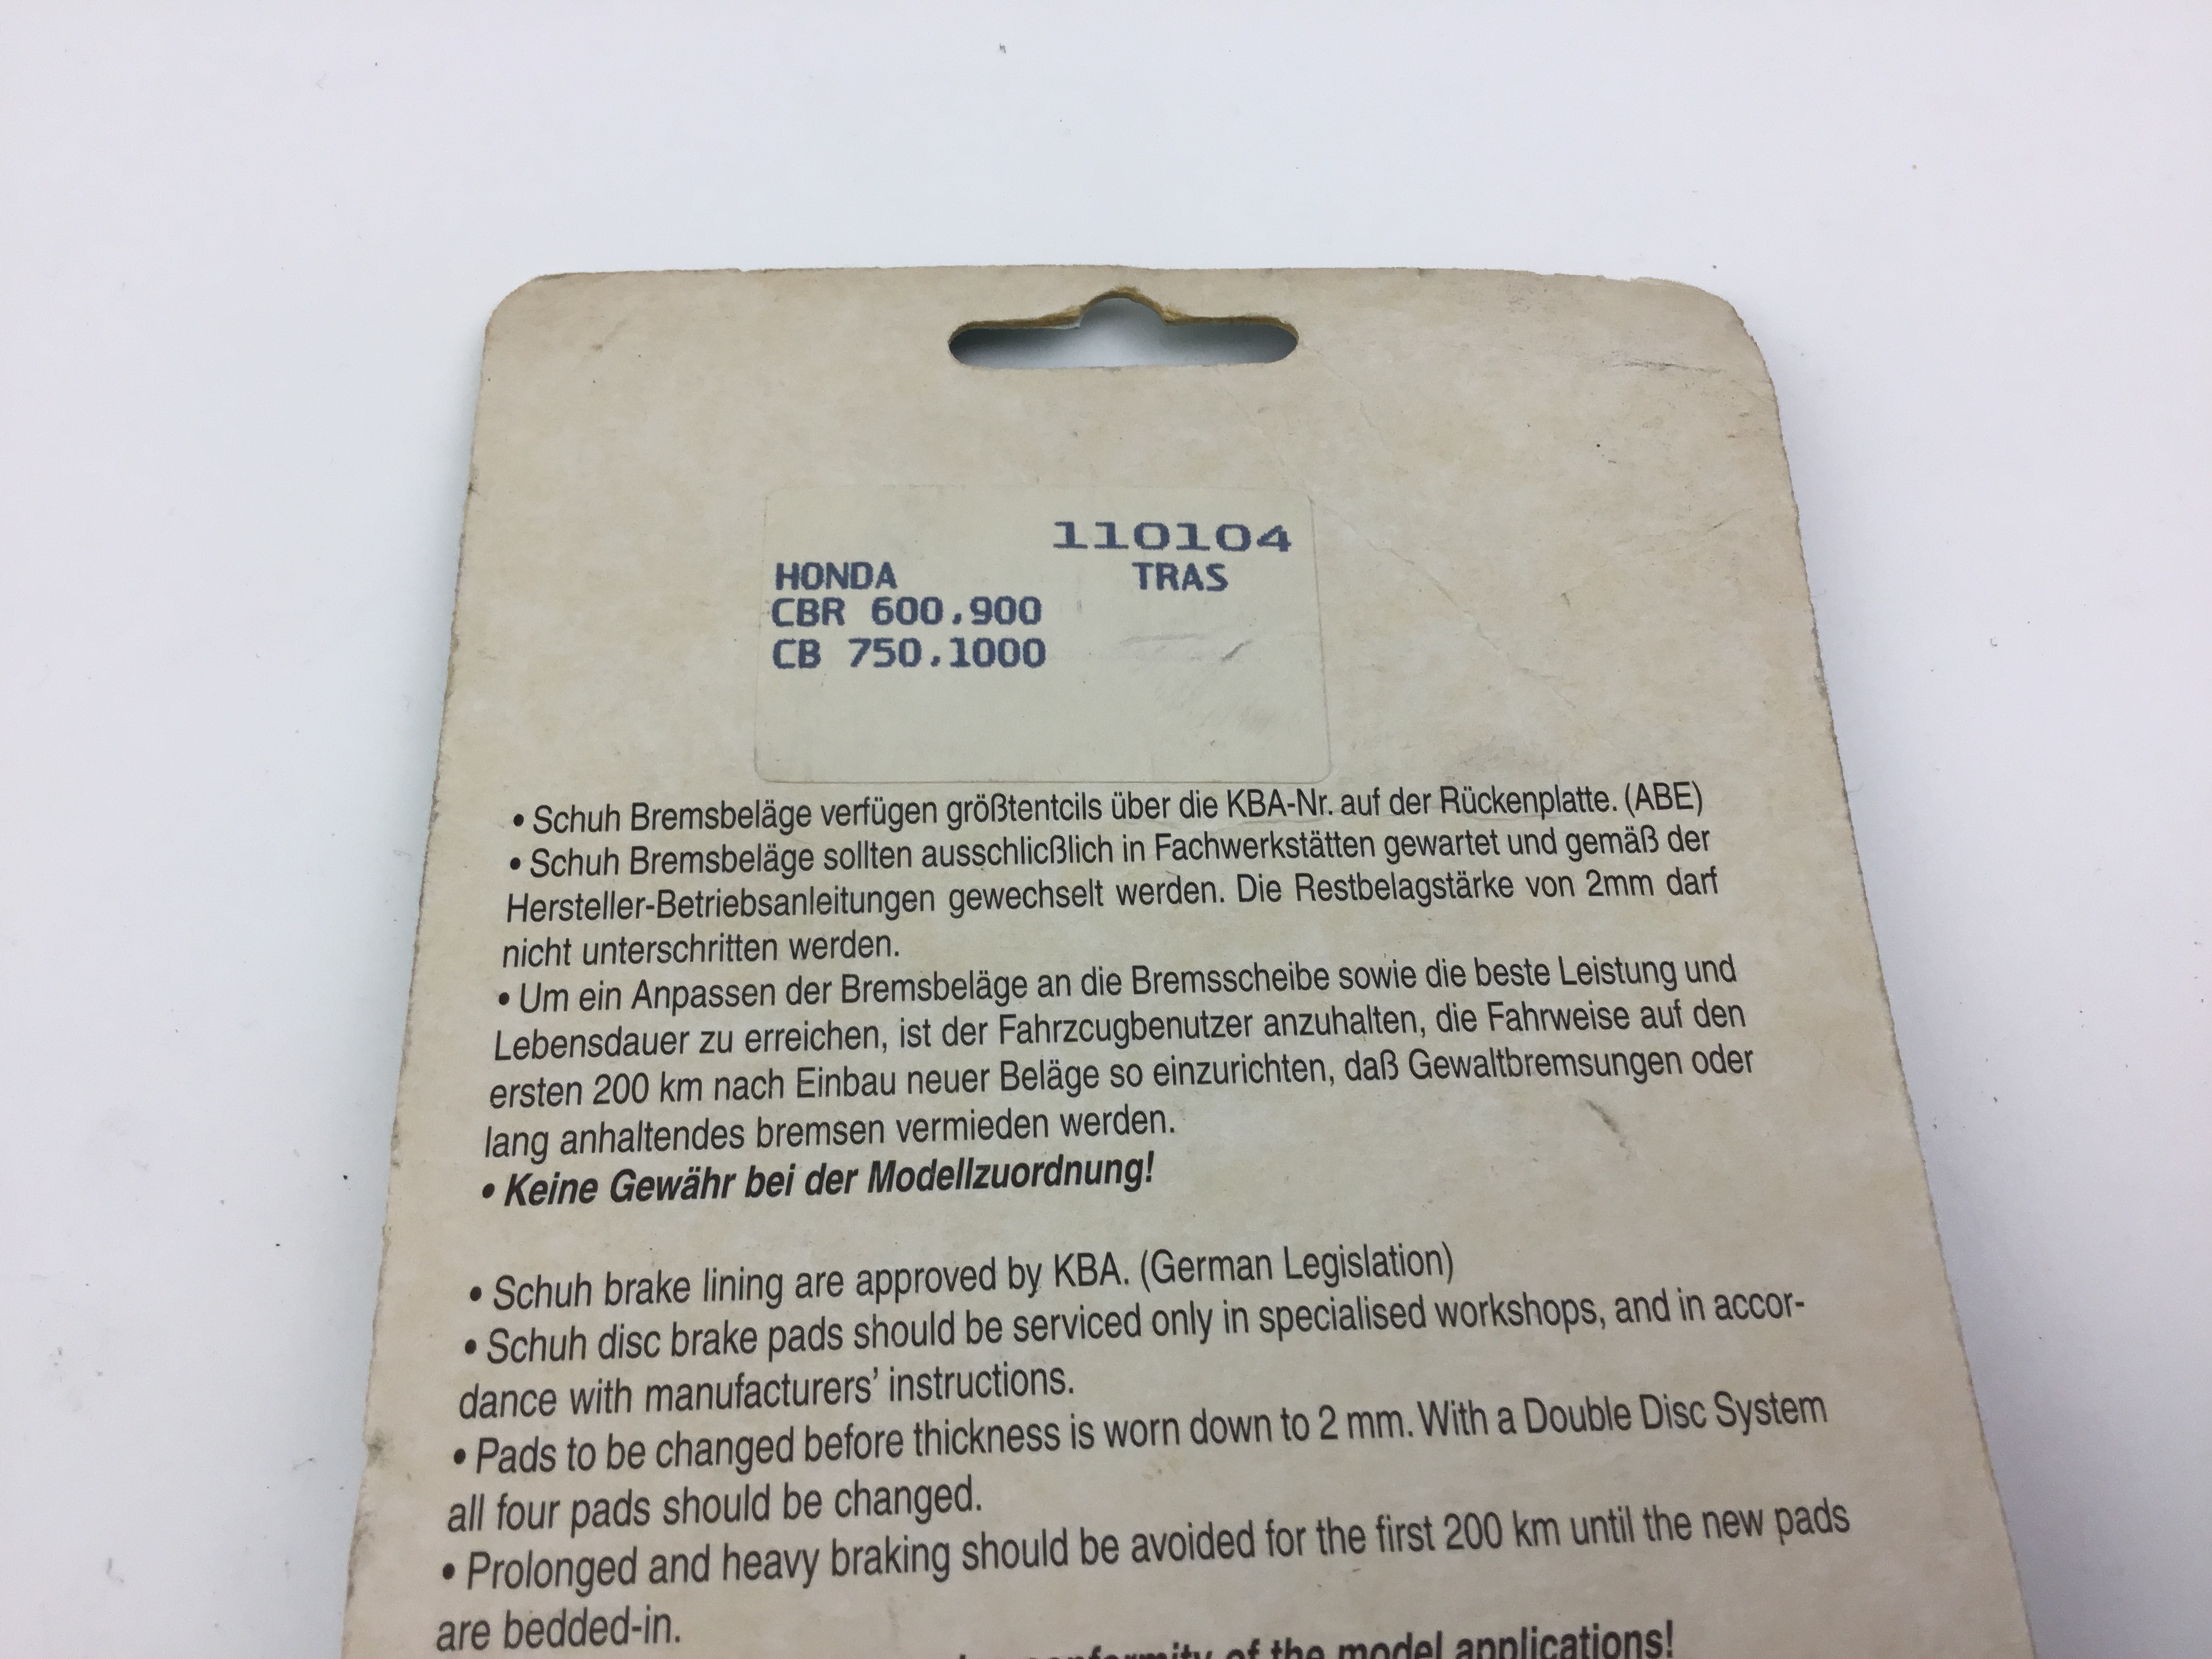 110104
HONDA TRAS
CBR 600,900
CB 750,1000
• Schuh Bremsbeläge verfügen größtentcils über die KBA-Nr. auf der Rückenplatte. (ABE)
• Schuh Bremsbeläge sollten ausschlicßlich in Fachwerkstätten gewartet und gemäß der
Hersteller-Betriebsanleitungen gewechselt werden. Die Restbelagstärke von 2mm darf
nicht unterschritten werden.
• Um ein Anpassen der Bremsbeläge an die Bremsscheibe sowie die beste Leistung und
Lebensdauer zu erreichen, ist der Fahrzcugbenutzer anzuhalten, die Fahrweise auf den
ersten 200 km nach Einbau neuer Beläge so einzurichten, daß Gewaltbremsungen oder
lang anhaltendes bremsen vermieden werden.
• Keine Gewähr bei der Modellzuordnung!
• Schuh brake lining are approved by KBA. (German Legislation)
• Schuh disc brake pads should be serviced only in specialised workshops, and in accor-
dance with manufacturers' instructions.
• Pads to be changed before thickness is worn down to 2 mm. With a Double Disc System
all four pads should be changed.
• Prolonged and heavy braking should be avoided for the first 200 km until the new pads
are bedded-in.
conformity of the model applications!